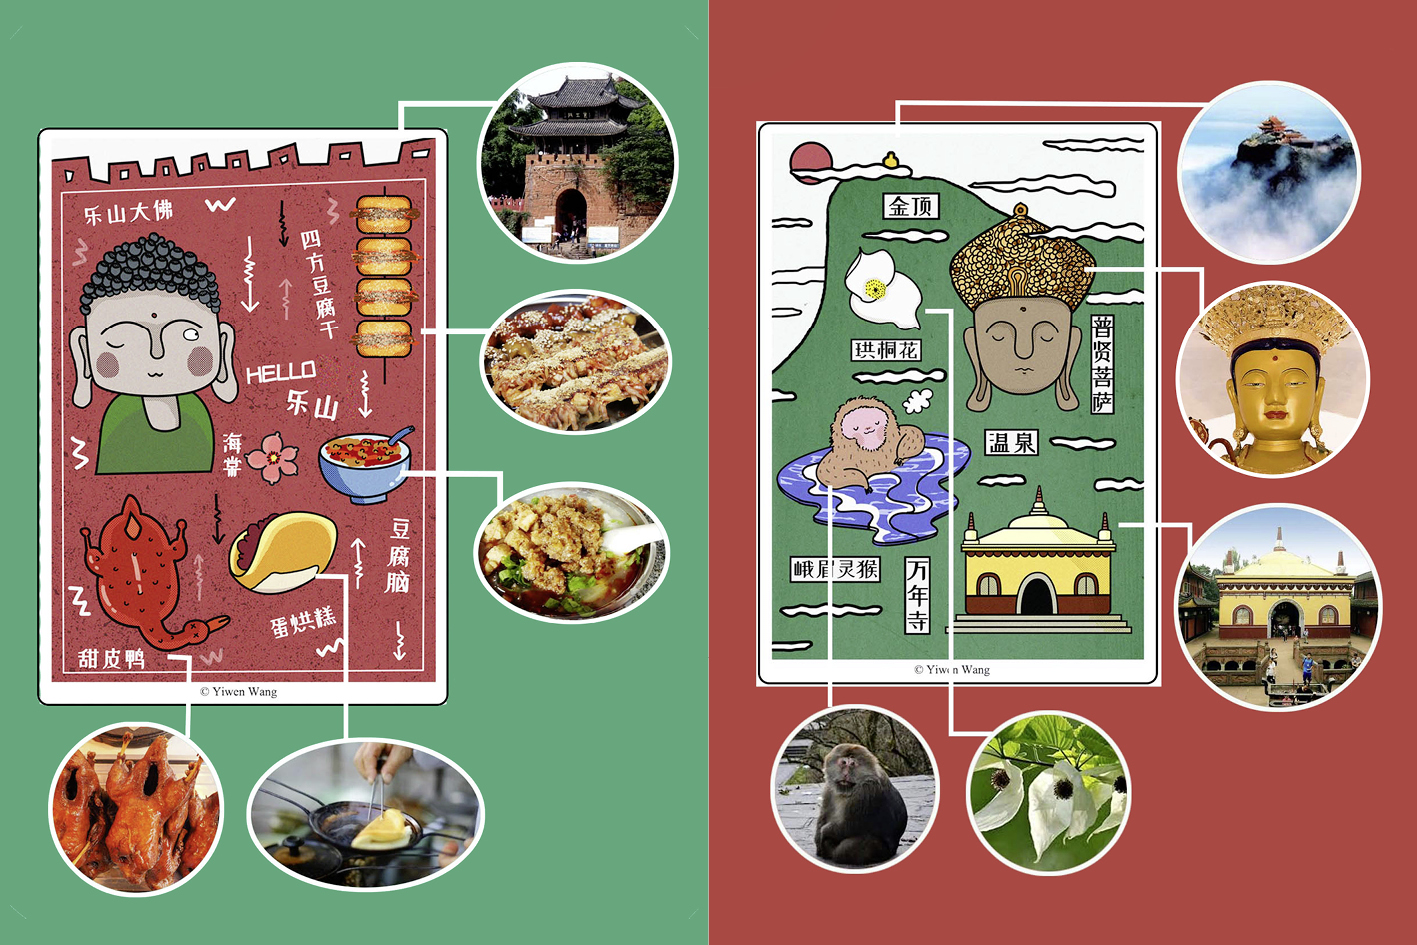 乐山大佛
四方豆腐干
HELLO
乐山
海棠
豆腐脑
蛋烘糕
甜皮鸭
© Yiwen Wang
金顶
珙桐花
普贤菩萨
温泉
峨眉灵猴
万年寺
© Yiwen Wang